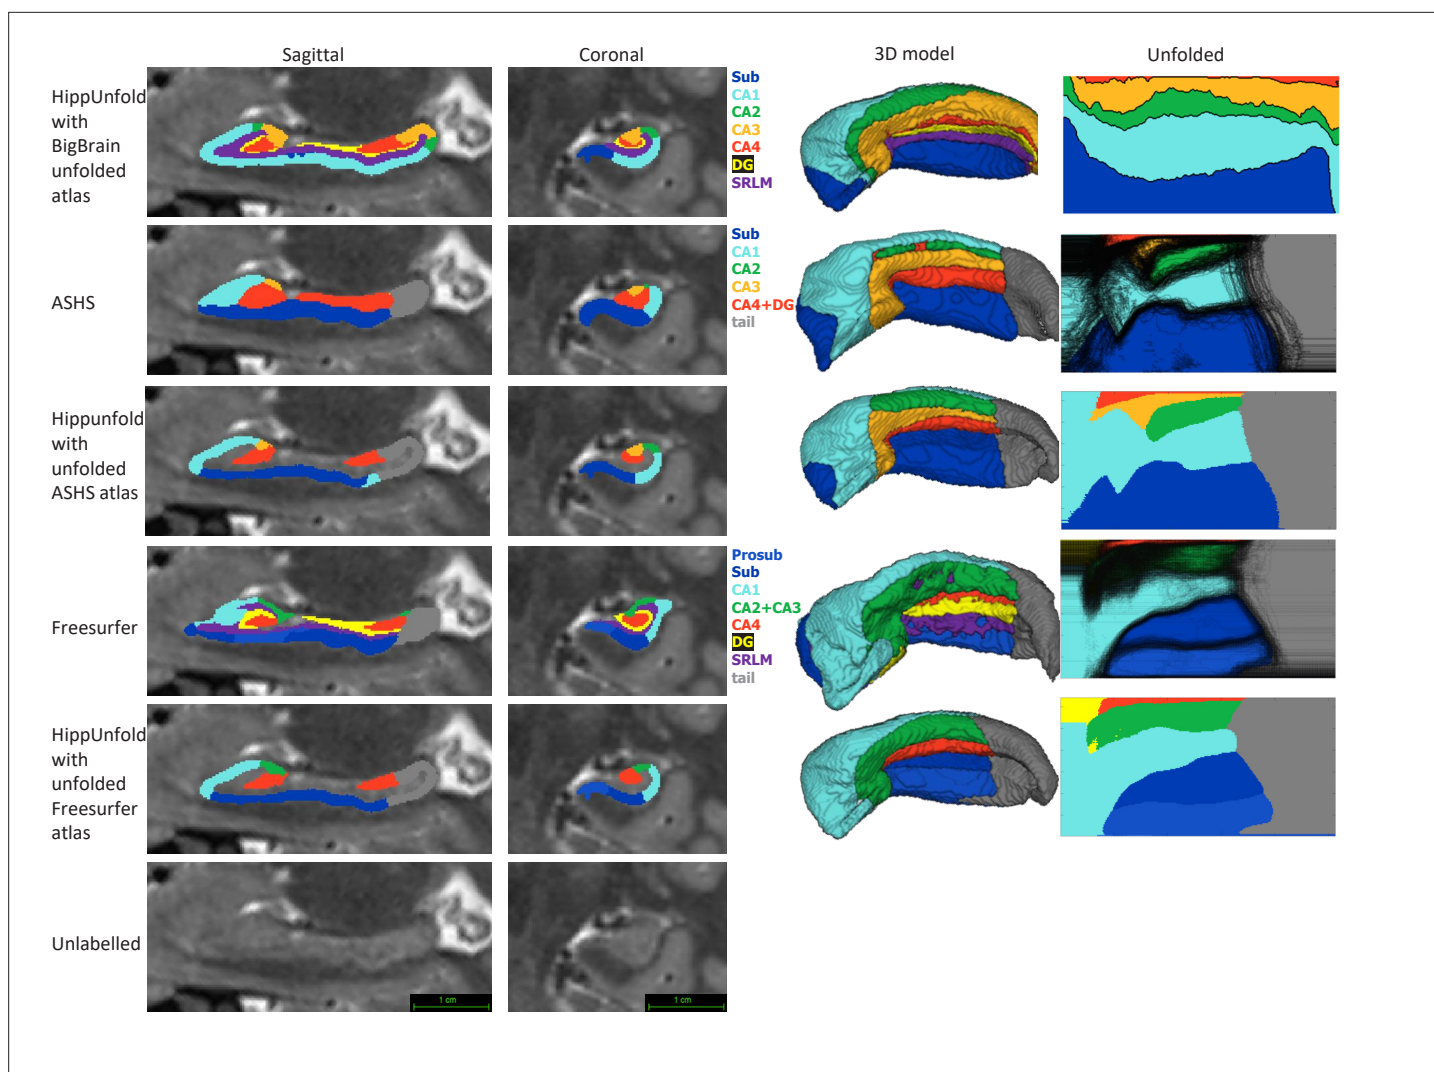 Sagittal
Coronal
3D model
Unfolded
HippUnfold
with
BigBrain
unfolded
atlas
Sub
CA1
CA2
CA3
CA4
DG
SRLM
ASHS
Sub
CA1
CA2
CA3
CA4+DG
tail
Hippunfold
with
unfolded
ASHS atlas
Freesurfer
Prosub
Sub
CA1
CA2+CA3
CA4
DG
SRLM
tail
HippUnfold
with
unfolded
Freesurfer
atlas
Unlabelled
1 cm
1 cm